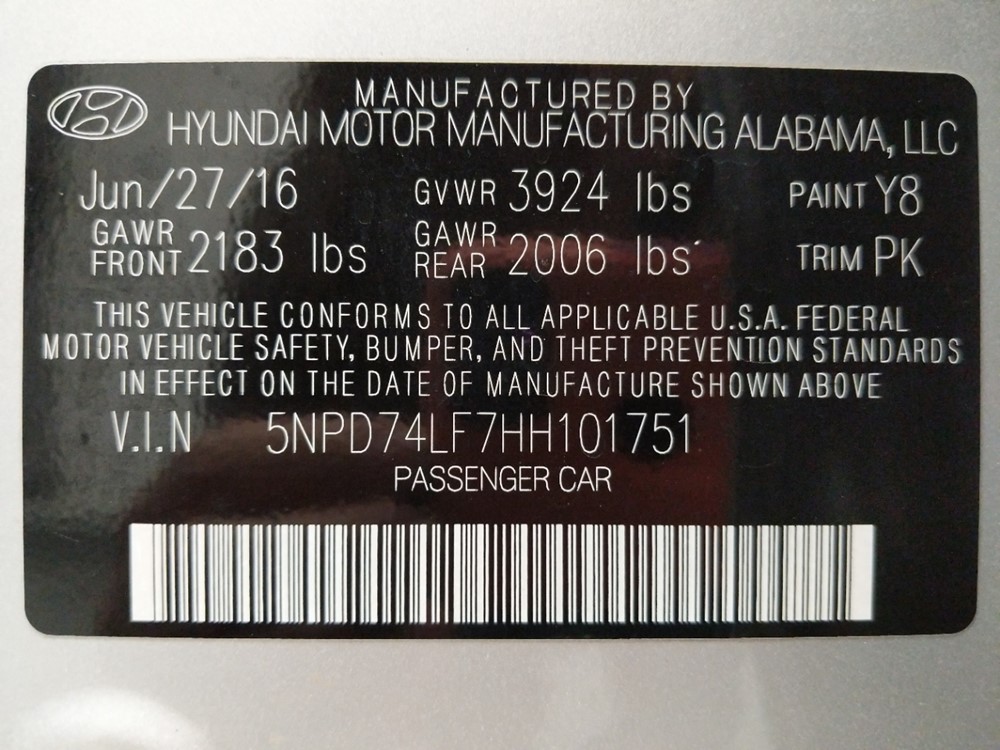 MANUFACTURED BY
HYUNDAI MOTOR MANUFACTURING ALABAMA, LLC
Jun/27/16 GVWR 3924 lbs PAINT Y8
GAWR FRONT 2183 lbs GAWR REAR 2006 lbs TRIM PK
THIS VEHICLE CONFORMS TO ALL APPLICABLE U.S.A. FEDERAL
MOTOR VEHICLE SAFETY, BUMPER, AND THEFT PREVENTION STANDARDS
IN EFFECT ON THE DATE OF MANUFACTURE SHOWN ABOVE
V.I.N 5NPD74LF7HH101751
PASSENGER CAR